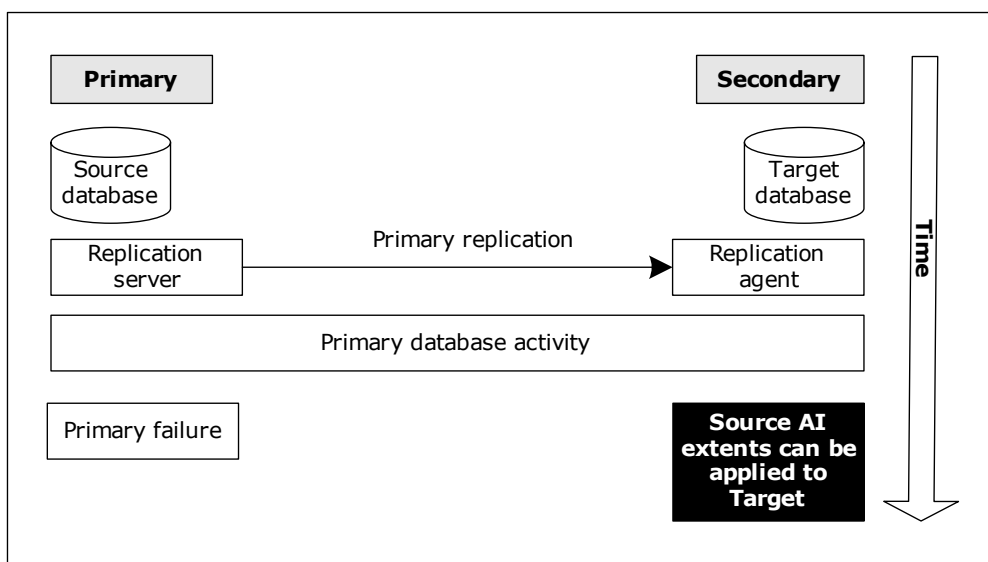 Primary
Secondary
Source
database
Target
database
Primary replication
Replication
server
Replication
agent
Time
Primary database activity
Primary failure
Source AI
extents can be
applied to
Target